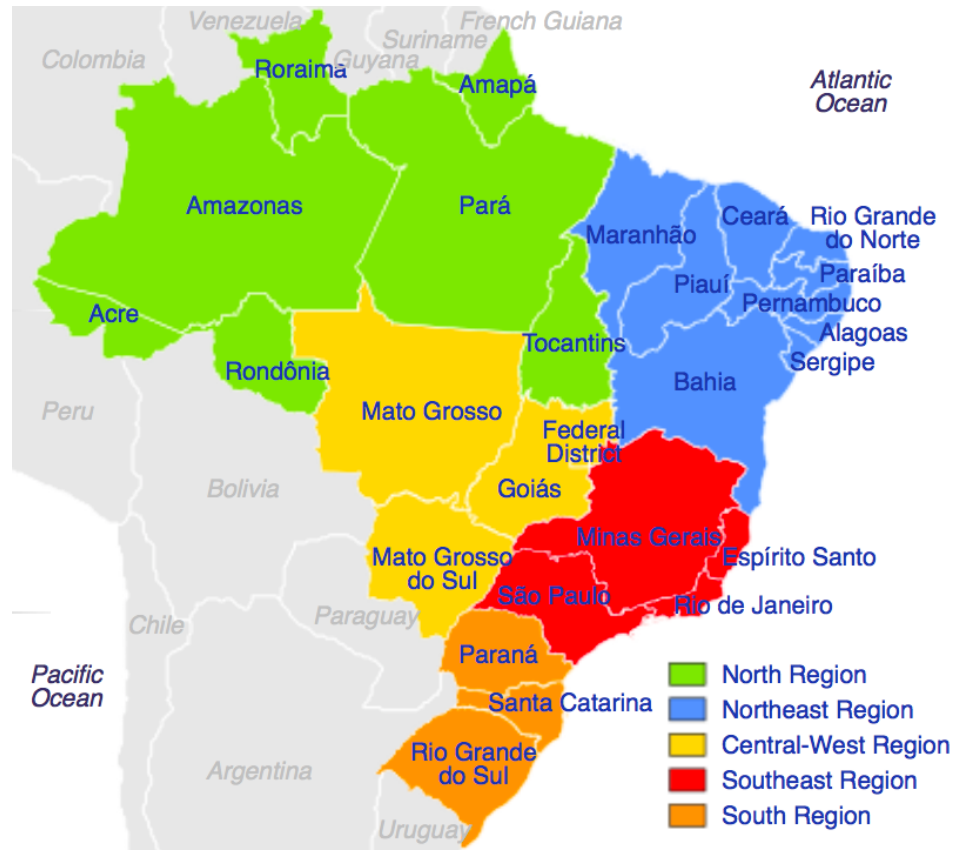 Venezuela
French Guiana
Suriname
Colombia
Guyana
Roraima
Amapá
Atlantic
Ocean
Amazonas
Pará
Maranhão
Ceará
Rio Grande
do Norte
Piauí
Paraíba
Pernambuco
Acre
Alagoas
Tocantins
Sergipe
Rondônia
Bahia
Peru
Mato Grosso
Federal
District
Goiás
Bolivia
Minas Gerais
Espírito Santo
Mato Grosso
do Sul
São Paulo
Rio de Janeiro
Paraguay
Chile
Paraná
Pacific
Ocean
Santa Catarina
Rio Grande
do Sul
Argentina
Uruguay
North Region
Northeast Region
Central-West Region
Southeast Region
South Region